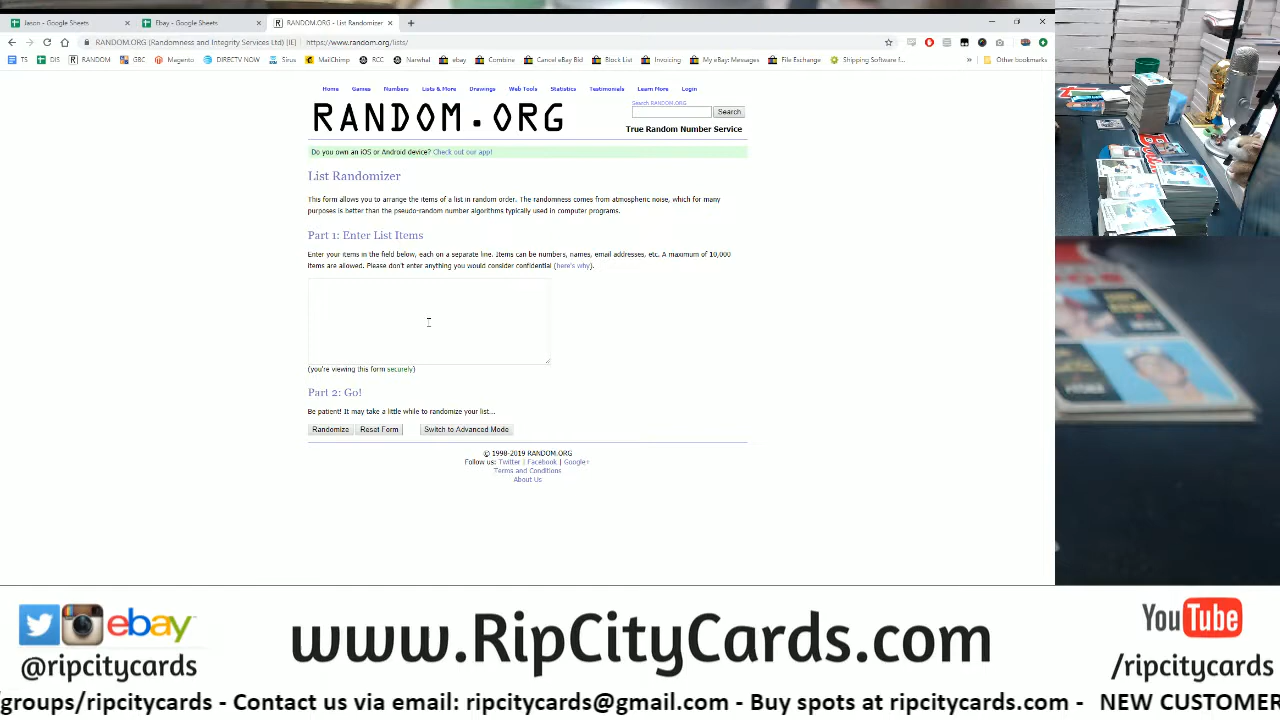 Jason - Google Sheets
Ebay - Google Sheets
RANDOM.ORG - List Randomizer
RANDOM.ORG (Randomness and Integrity Services Ltd) [IE]
https://www.random.org/lists/
TS DIS RANDOM GBC Magento DIRECTV NOW Sirus MailChimp RCC Narwhal ebay Combine Cancel eBay Bid Block List Invoicing My eBay: Messages File Exchange Shipping Software f... » Other bookmarks
Home Games Numbers Lists & More Drawings Web Tools Statistics Testimonials Learn More Login
RANDOM.ORG
Search RANDOM.ORG
Search
True Random Number Service
Do you own an iOS or Android device? Check out our app!
List Randomizer
This form allows you to arrange the items of a list in random order. The randomness comes from atmospheric noise, which for many
purposes is better than the pseudo-random number algorithms typically used in computer programs.
Part 1: Enter List Items
Enter your items in the field below, each on a separate line. Items can be numbers, names, email addresses, etc. A maximum of 10,000
items are allowed. Please don't enter anything you would consider confidential (here's why).
(you're viewing this form securely)
Part 2: Go!
Be patient! It may take a little while to randomize your list...
Randomize Reset Form Switch to Advanced Mode
© 1998-2019 RANDOM.ORG
Follow us: Twitter | Facebook | Google+
Terms and Conditions
About Us
ebay
@ripcitycards
www.RipCityCards.com
YouTube
/ripcitycards
/groups/ripcitycards - Contact us via email: ripcitycards@gmail.com - Buy spots at ripcitycards.com - NEW CUSTOMER